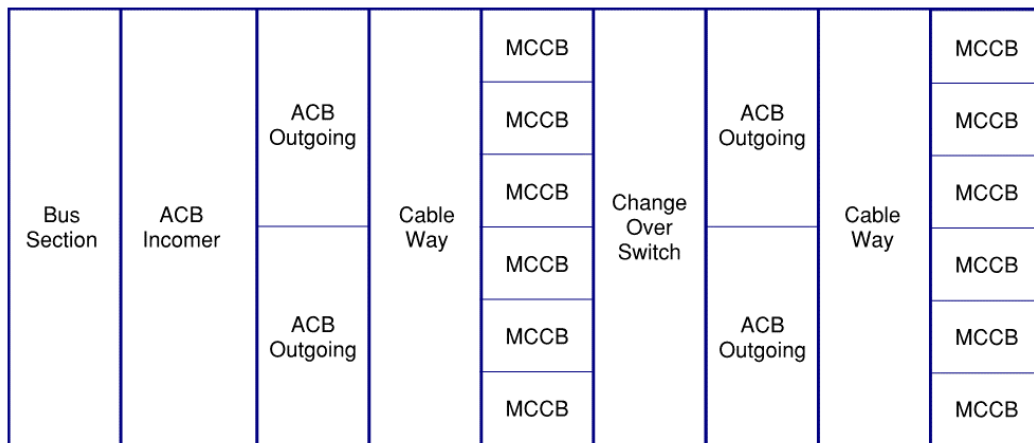 Bus
Section
ACB
Incomer
ACB
Outgoing
ACB
Outgoing
Cable
Way
MCCB
MCCB
MCCB
MCCB
MCCB
MCCB
Change
Over
Switch
ACB
Outgoing
ACB
Outgoing
Cable
Way
MCCB
MCCB
MCCB
MCCB
MCCB
MCCB